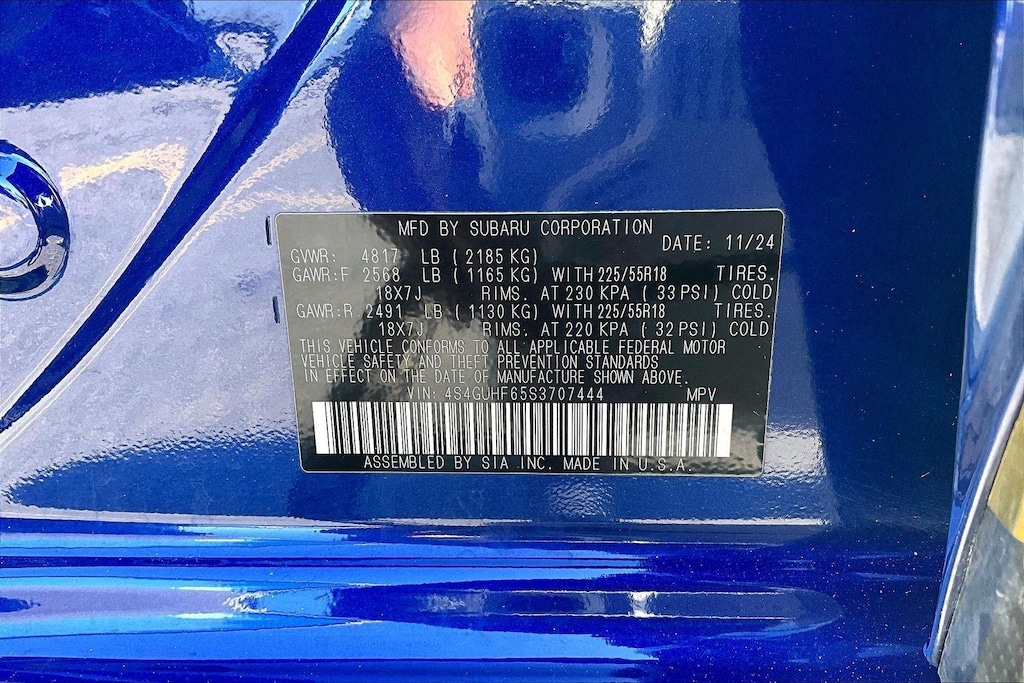 MFD BY SUBARU CORPORATION
DATE: 11/24
GVWR: 4817 LB ( 2185 KG)
GAWR:F 2568 LB ( 1165 KG) WITH 225/55R18 TIRES.
18X7J RIMS. AT 230 KPA ( 33 PSI) COLD
GAWR:R 2491 LB ( 1130 KG) WITH 225/55R18 TIRES.
18X7J RIMS. AT 220 KPA ( 32 PSI) COLD
THIS VEHICLE CONFORMS TO ALL APPLICABLE FEDERAL MOTOR
VEHICLE SAFETY AND THEFT PREVENTION STANDARDS
IN EFFECT ON THE DATE OF MANUFACTURE SHOWN ABOVE.
VIN: 4S4GUHF65S3707444 MPV
ASSEMBLED BY SIA INC. MADE IN U.S.A.